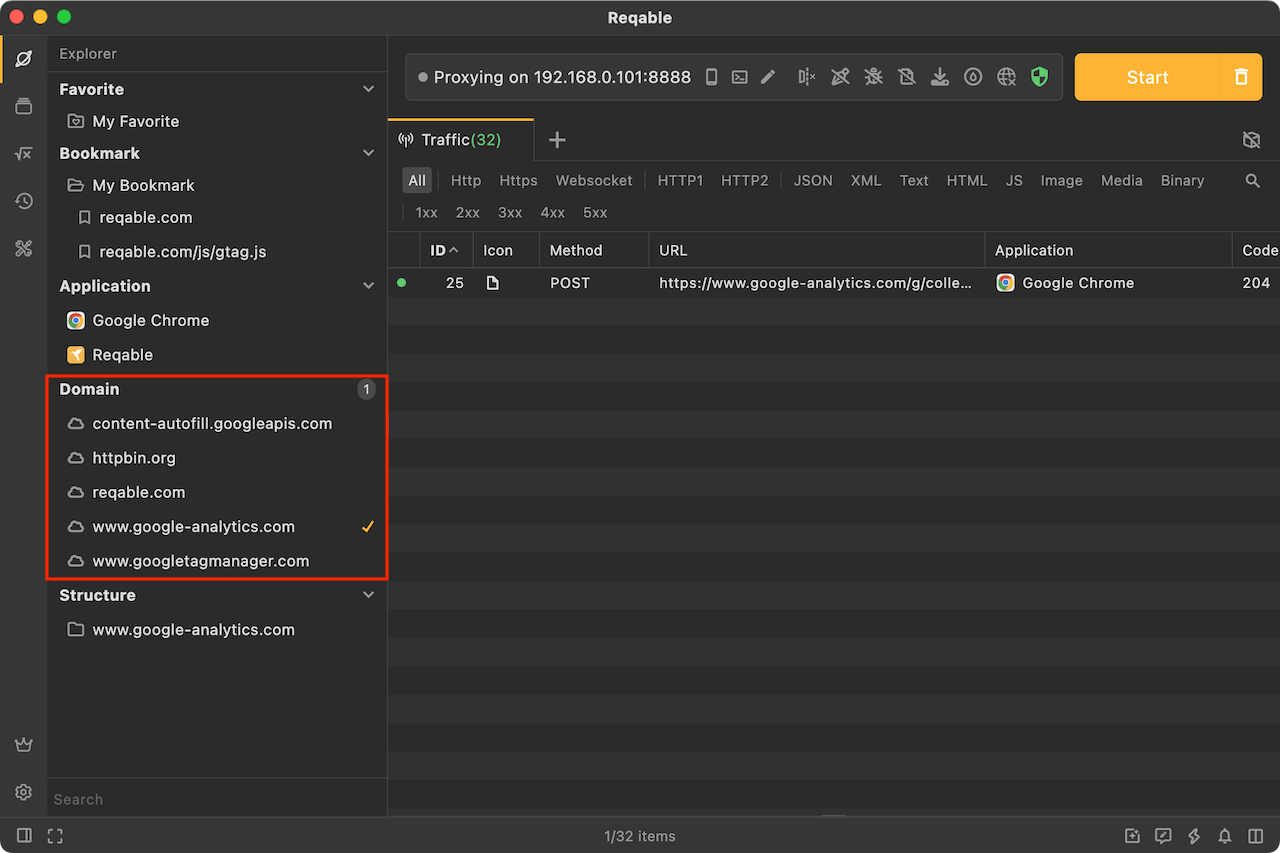 Reqable
Explorer
Favorite
My Favorite
Bookmark
My Bookmark
reqable.com
reqable.com/js/gtag.js
Application
Google Chrome
Reqable
Domain 1
content-autofill.googleapis.com
httpbin.org
reqable.com
www.google-analytics.com
www.googletagmanager.com
Structure
www.google-analytics.com
Search
Proxying on 192.168.0.101:8888
Start
Traffic(32)
All Http Https Websocket HTTP1 HTTP2 JSON XML Text HTML JS Image Media Binary
1xx 2xx 3xx 4xx 5xx
ID Icon Method URL Application Code
25 POST https://www.google-analytics.com/g/colle... Google Chrome 204
1/32 items